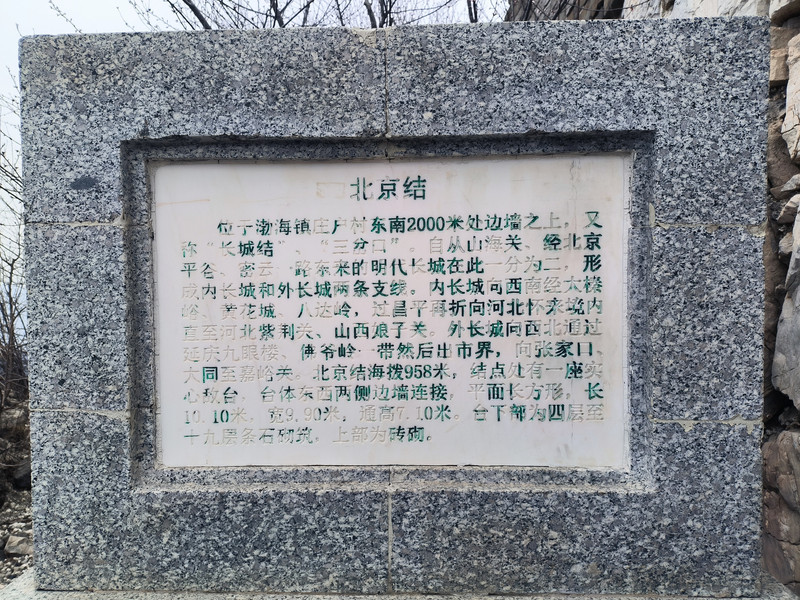 北京结
位于渤海镇庄户村东南2000米处边墙之上，又
称“长城结”、“三岔口”。自从山海关、经北京
平谷、密云一路东来的明代长城在此一分为二，形
成内长城和外长城两条支线。内长城向西南经大榛
峪、黄花城、八达岭，过昌平再折向河北怀来境内
直至河北紫荆关、山西娘子关。外长城向西北通过
延庆九眼楼、佛爷岭一带然后出市界，向张家口、
大同至嘉峪关。北京结海拨958米，结点处有一座实
心敌台，台体东西两侧边墙连接，平面长方形，长
10.10米，宽9.90米，通高7.10米。台下部为四层至
十九层条石砌筑，上部为砖砌。